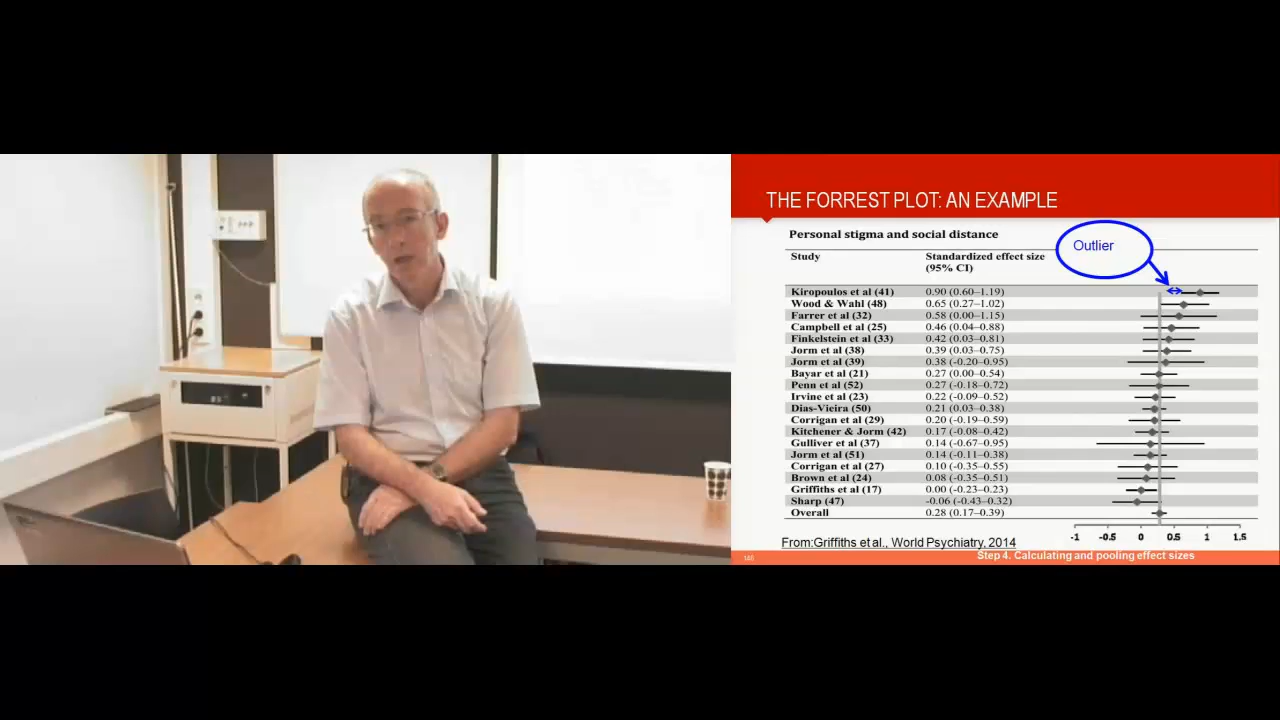 THE FORREST PLOT: AN EXAMPLE
Personal stigma and social distance
Outlier
Study Standardized effect size
(95% CI)
Kiropoulos et al (41) 0.90 (0.60–1.19)
Wood & Wahl (48) 0.65 (0.27–1.02)
Farrer et al (32) 0.58 (0.00–1.15)
Campbell et al (25) 0.46 (0.04–0.88)
Finkelstein et al (33) 0.42 (0.03–0.81)
Jorm et al (38) 0.39 (0.03–0.75)
Jorm et al (39) 0.38 (-0.20–0.95)
Bayar et al (21) 0.27 (0.00–0.54)
Penn et al (52) 0.27 (-0.18–0.72)
Irvine et al (23) 0.22 (-0.09–0.52)
Dias-Vieira (50) 0.21 (0.03–0.38)
Corrigan et al (29) 0.20 (-0.19–0.59)
Kitchener & Jorm (42) 0.17 (-0.08–0.42)
Gulliver et al (37) 0.14 (-0.67–0.95)
Jorm et al (51) 0.14 (-0.11–0.38)
Corrigan et al (27) 0.10 (-0.35–0.55)
Brown et al (24) 0.08 (-0.35–0.51)
Griffiths et al (17) 0.00 (-0.23–0.23)
Sharp (47) -0.06 (-0.43–0.32)
Overall 0.28 (0.17–0.39)
-1 -0.5 0 0.5 1 1.5
From:Griffiths et al., World Psychiatry, 2014
Step 4. Calculating and pooling effect sizes